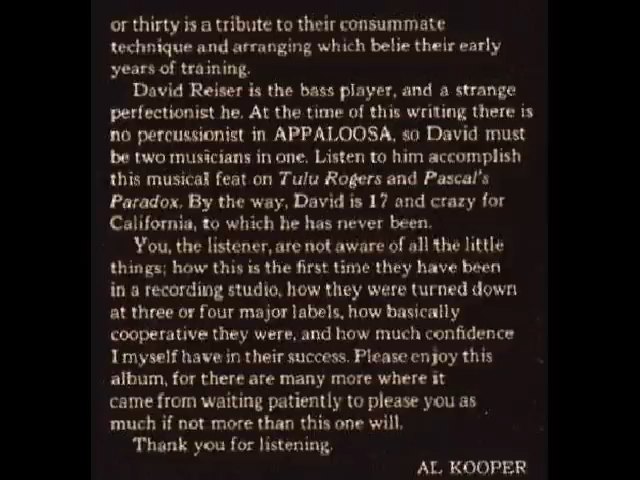 or thirty is a tribute to their consummate
technique and arranging which belie their early
years of training.
David Reiser is the bass player, and a strange
perfectionist he. At the time of this writing there is
no percussionist in APPALOOSA, so David must
be two musicians in one. Listen to him accomplish
this musical feat on Tulu Rogers and Pascal's
Paradox. By the way, David is 17 and crazy for
California, to which he has never been.
You, the listener, are not aware of all the little
things; how this is the first time they have been
in a recording studio, how they were turned down
at three or four major labels, how basically
cooperative they were, and how much confidence
I myself have in their success. Please enjoy this
album, for there are many more where it
came from waiting patiently to please you as
much if not more than this one will.
Thank you for listening.
AL KOOPER